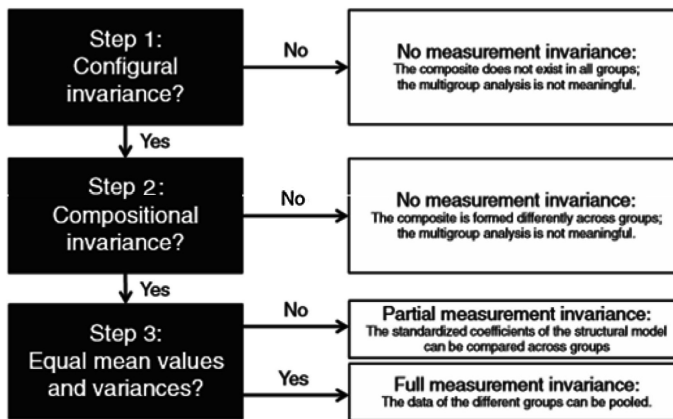 Step 1:
Configural
invariance?
No
No measurement invariance:
The composite does not exist in all groups;
the multigroup analysis is not meaningful.
Yes
Step 2:
Compositional
invariance?
No
No measurement invariance:
The composite is formed differently across groups;
the multigroup analysis is not meaningful.
Yes
Step 3:
Equal mean values
and variances?
No
Partial measurement invariance:
The standardized coefficients of the structural model
can be compared across groups
Yes
Full measurement invariance:
The data of the different groups can be pooled.